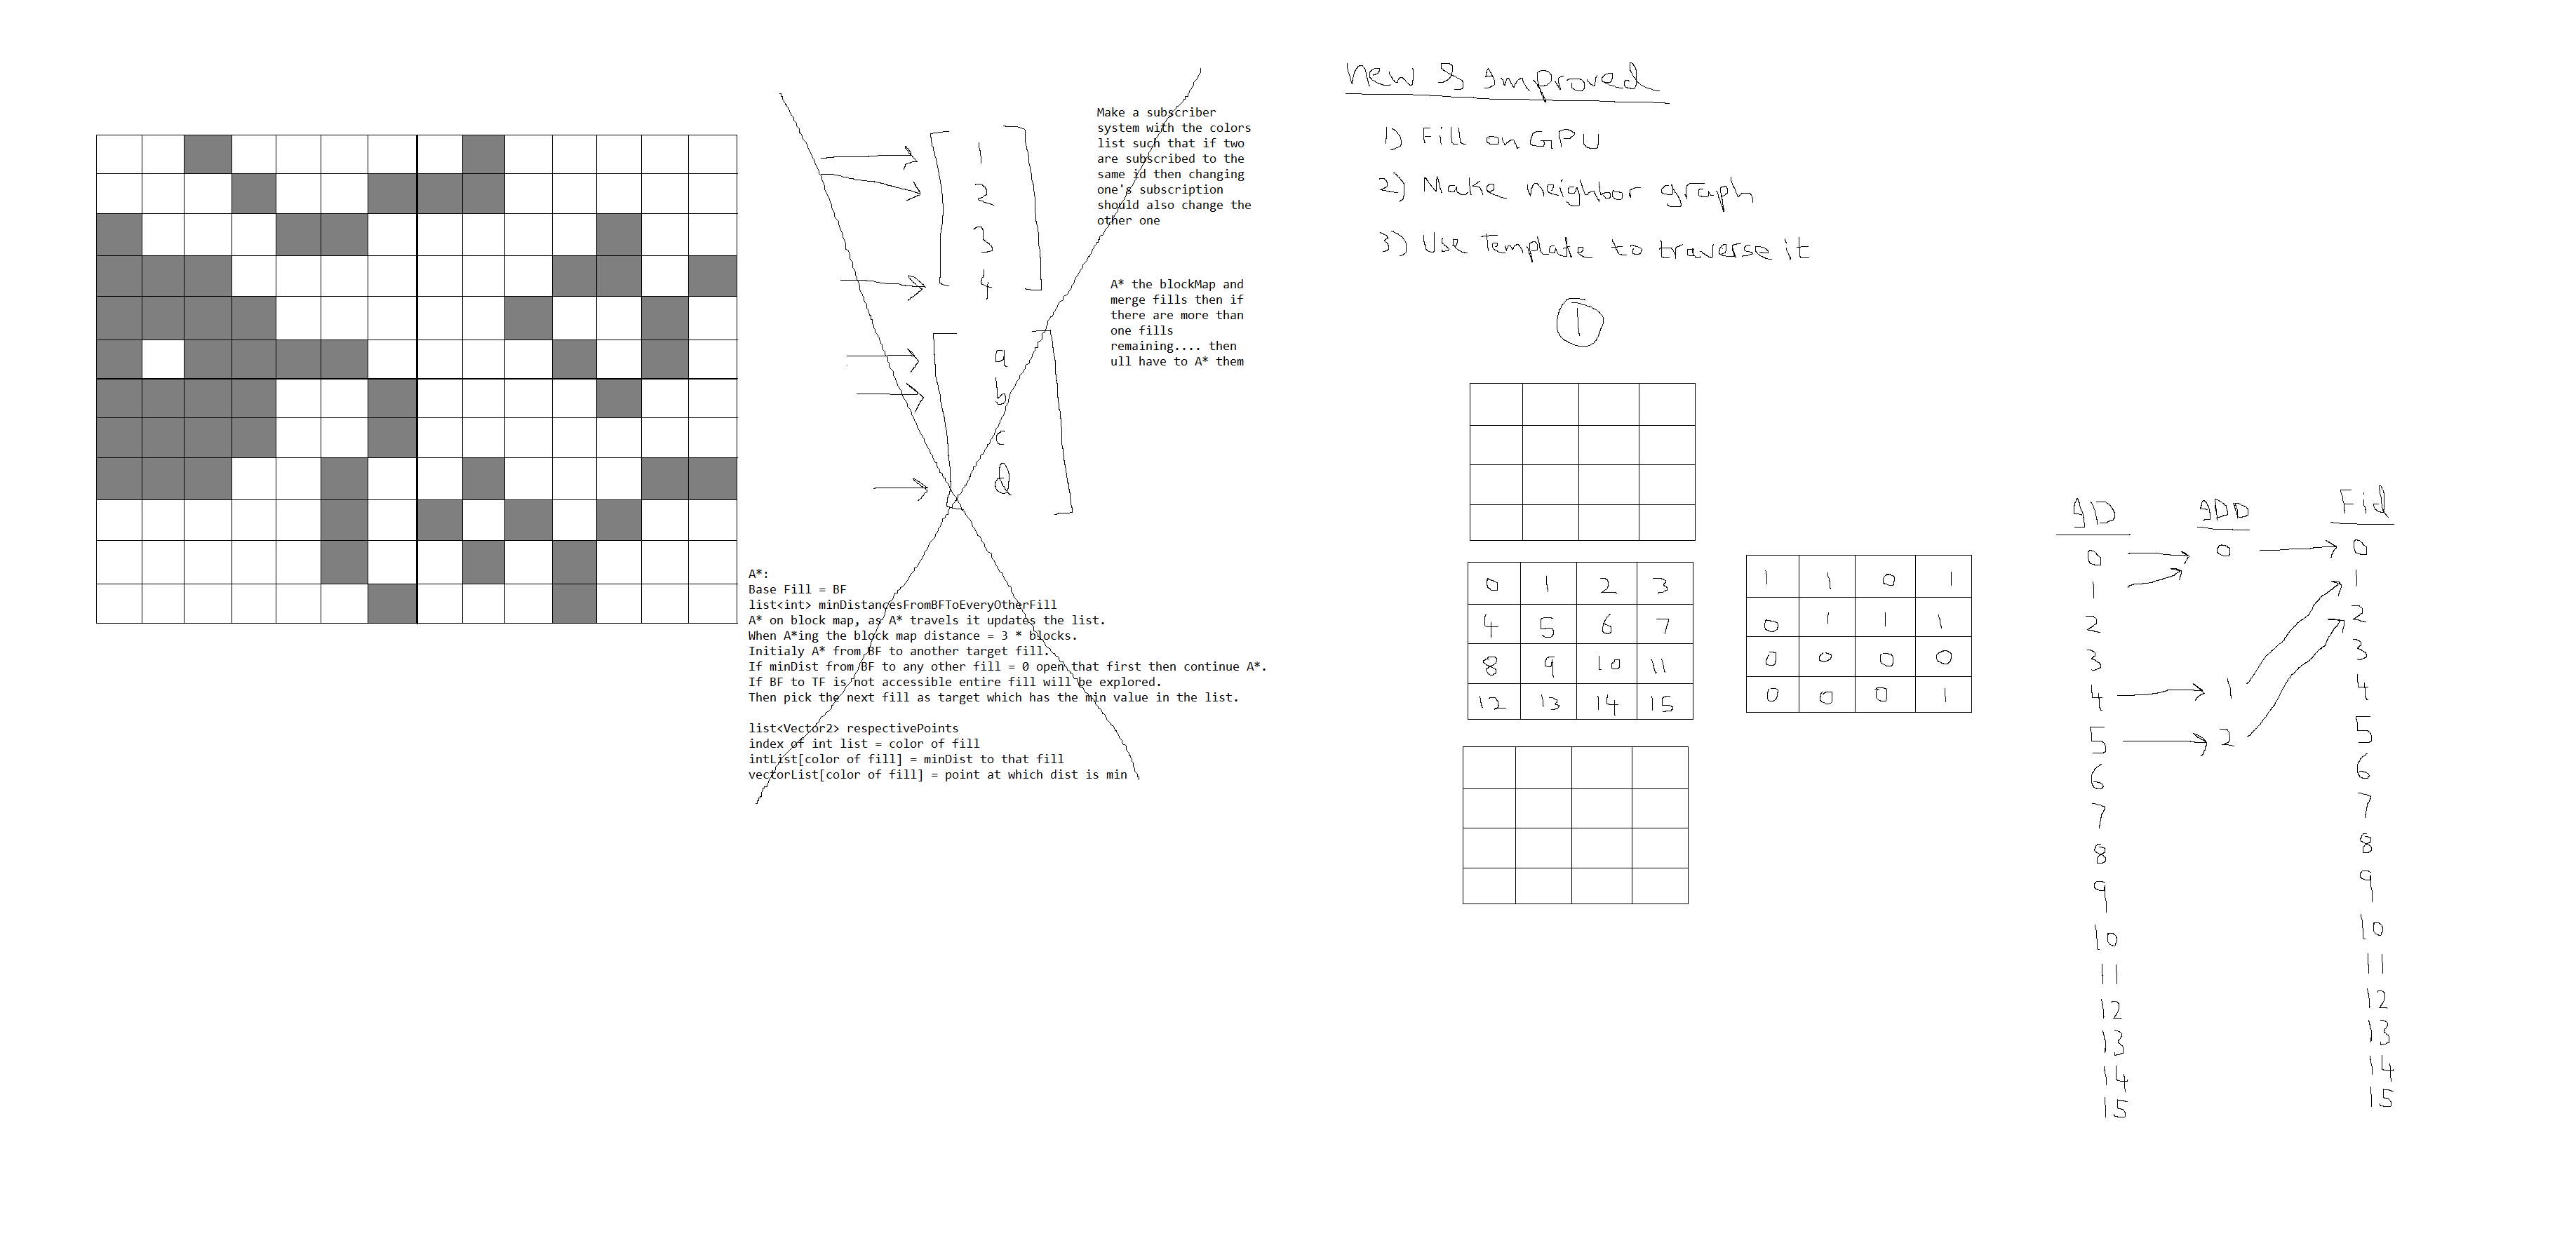 1
2
3
4
a
b
c
d
Make a subscriber
system with the colors
list such that if two
are subscribed to the
same id then changing
one's subscription
should also change the
other one
A* the blockMap and
merge fills then if
there are more than
one fills
remaining.... then
ull have to A* them
A*:
Base Fill = BF
list<int> minDistancesFromBFToEveryOtherFill
A* on block map, as A* travels it updates the list.
When A*ing the block map distance = 3 * blocks.
Initialy A* from BF to another target fill.
If minDist from BF to any other fill = 0 open that first then continue A*.
If BF to TF is not accessible entire fill will be explored.
Then pick the next fill as target which has the min value in the list.
list<Vector2> respectivePoints
index of int list = color of fill
intList[color of fill] = minDist to that fill
vectorList[color of fill] = point at which dist is min
New & Improved
1) Fill on GPU
2) Make neighbor graph
3) Use Template to traverse it
1
0 1 2 3
4 5 6 7
8 9 10 11
12 13 14 15
1 1 0 1
0 1 1 1
0 0 0 0
0 0 0 1
ID
0
1
2
3
4
5
6
7
8
9
10
11
12
13
14
15
IDD
0
1
2
Fid
0
1
2
3
4
5
6
7
8
9
10
11
12
13
14
15